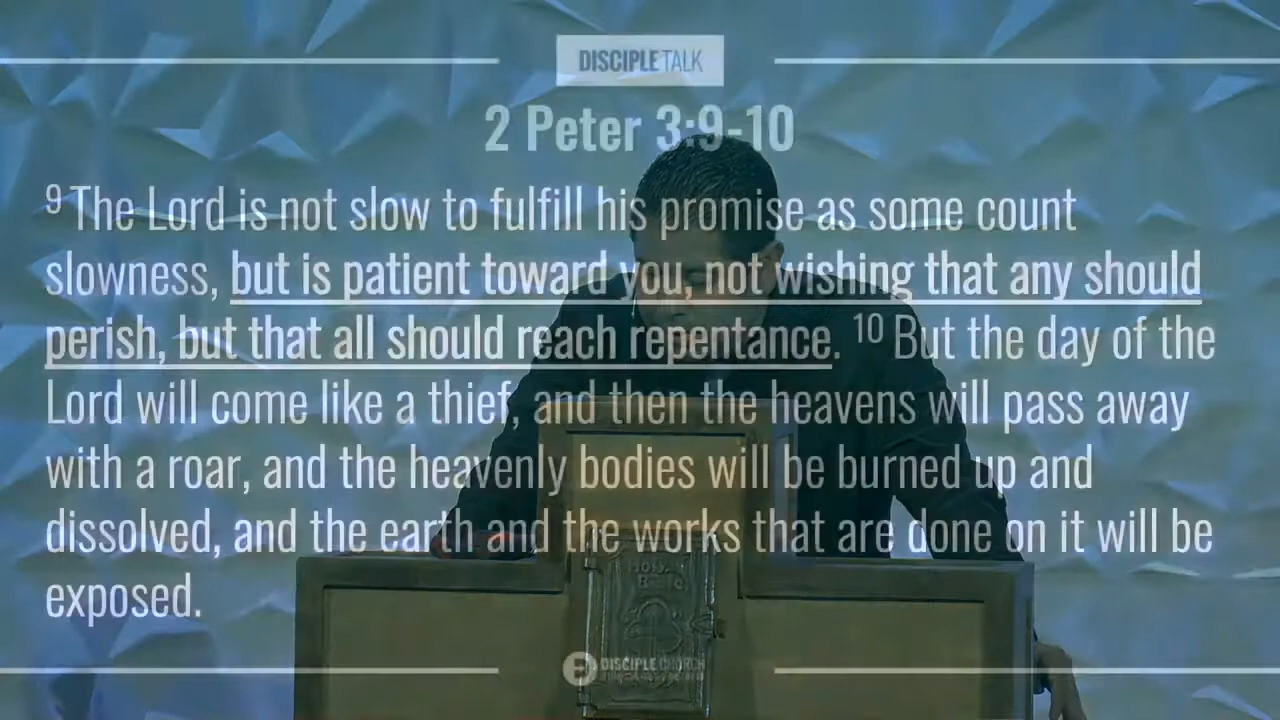 DISCIPLETALK
2 Peter 3:9-10
9 The Lord is not slow to fulfill his promise as some count
slowness, but is patient toward you, not wishing that any should
perish, but that all should reach repentance. 10 But the day of the
Lord will come like a thief, and then the heavens will pass away
with a roar, and the heavenly bodies will be burned up and
dissolved, and the earth and the works that are done on it will be
exposed.
Holy
Bible
DISCIPLE CHURCH